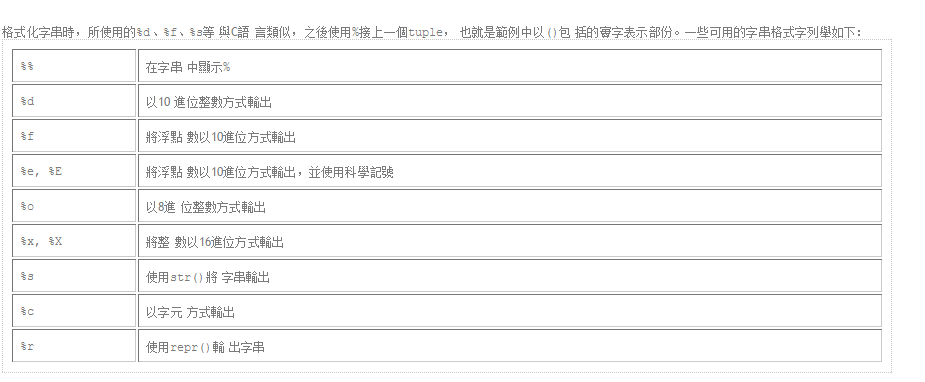 格式化字串時，所使用的%d、%f、%s等 與C語 言類似，之後使用%接上一個tuple， 也就是範例中以()包 括的實字表示部份。一些可用的字串格式字列舉如下：
%% 在字串 中顯示%
%d 以10 進位整數方式輸出
%f 將浮點 數以10進位方式輸出
%e, %E 將浮點 數以10進位方式輸出，並使用科學記號
%o 以8進 位整數方式輸出
%x, %X 將整 數以16進位方式輸出
%s 使用str()將 字串輸出
%c 以字元 方式輸出
%r 使用repr()輸 出字串